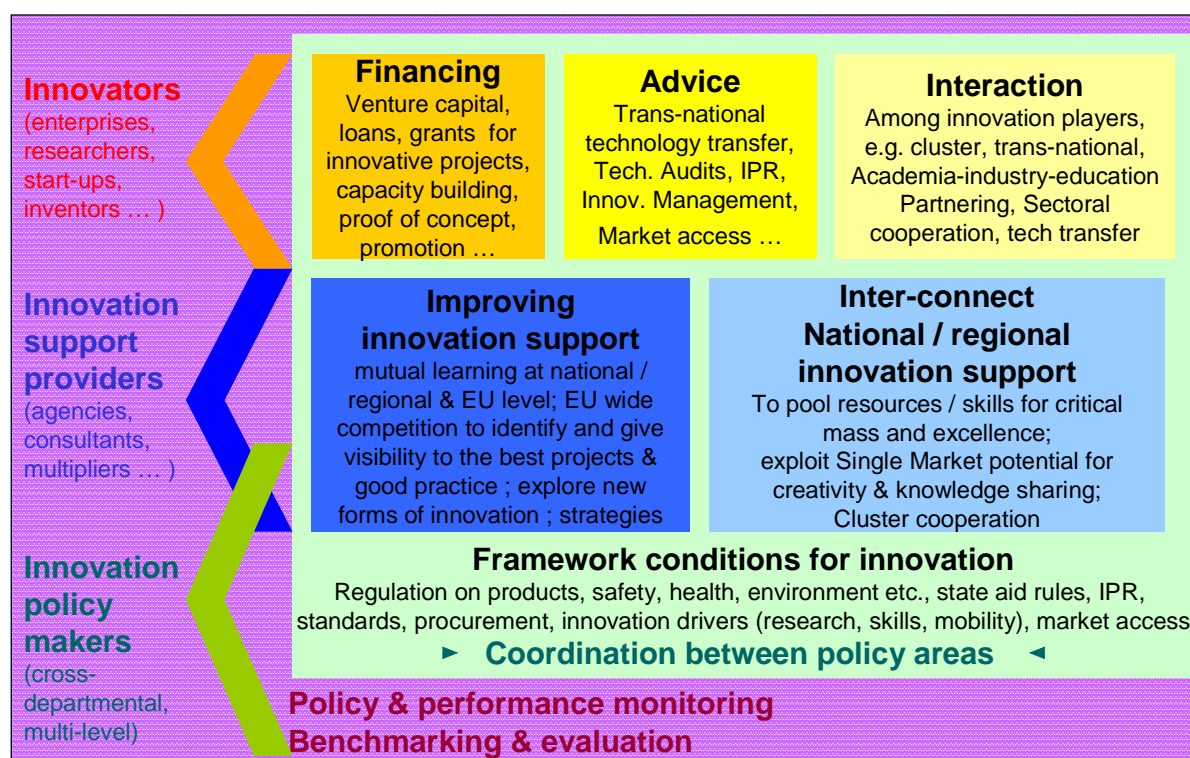 Innovators
(enterprises,
researchers,
start-ups,
inventors … )
Financing
Venture capital,
loans, grants for
innovative projects,
capacity building,
proof of concept,
promotion …
Advice
Trans-national
technology transfer,
Tech. Audits, IPR,
Innov. Management,
Market access …
Interaction
Among innovation players,
e.g. cluster, trans-national,
Academia-industry-education
Partnering, Sectoral
cooperation, tech transfer
Innovation
support
providers
(agencies,
consultants,
multipliers … )
Improving
innovation support
mutual learning at national /
regional & EU level; EU wide
competition to identify and give
visibility to the best projects &
good practice ; explore new
forms of innovation ; strategies
Inter-connect
National / regional
innovation support
To pool resources / skills for critical
mass and excellence;
exploit Single Market potential for
creativity & knowledge sharing;
Cluster cooperation
Innovation
policy
makers
(cross-
departmental,
multi-level)
Framework conditions for innovation
Regulation on products, safety, health, environment etc., state aid rules, IPR,
standards, procurement, innovation drivers (research, skills, mobility), market access
► Coordination between policy areas ◄
Policy & performance monitoring
Benchmarking & evaluation